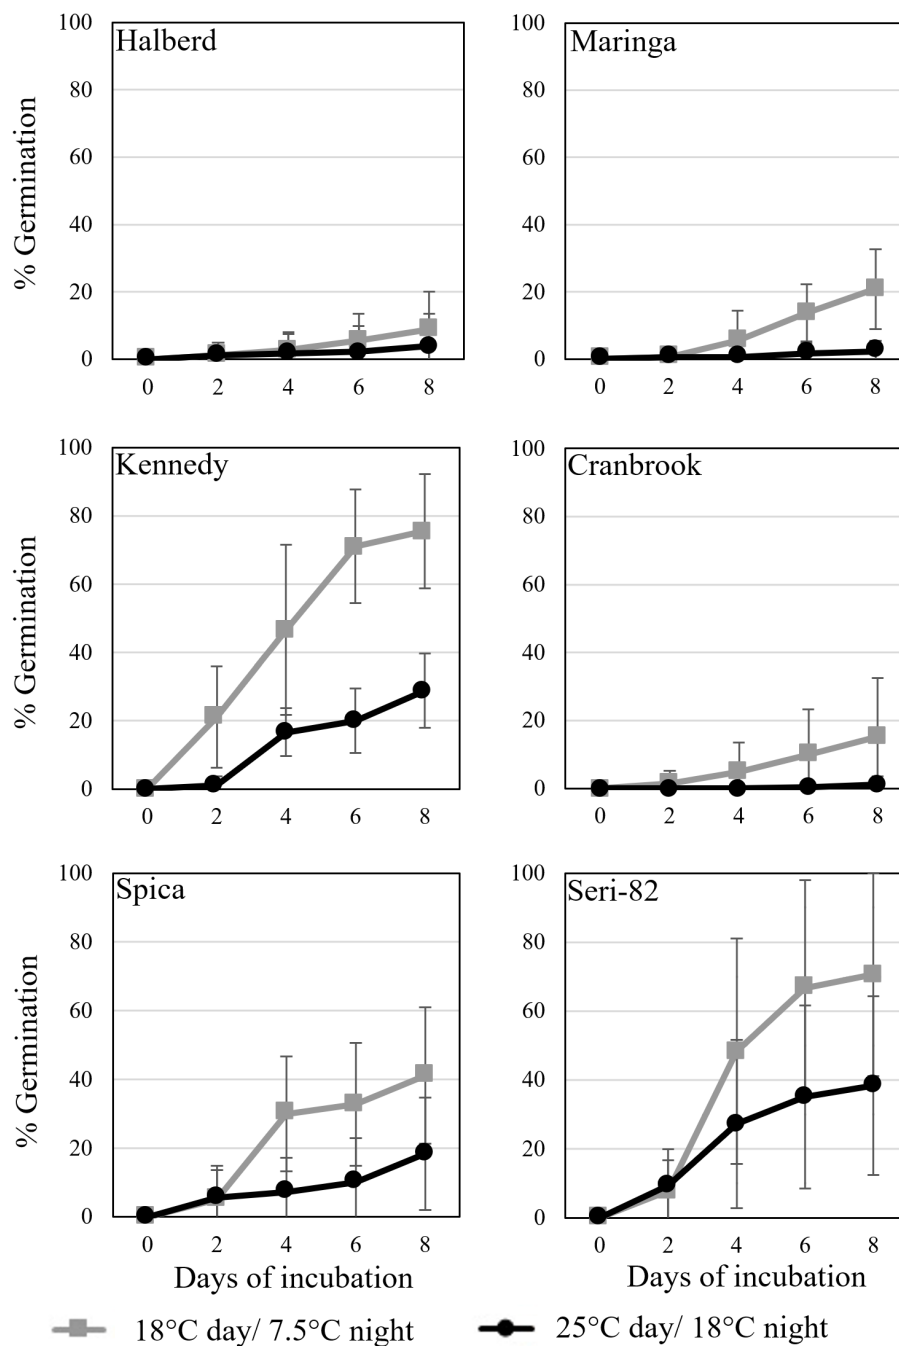 Halberd
Maringa
% Germination
100
80
60
40
20
0
0 2 4 6 8
100
80
60
40
20
0
0 2 4 6 8
Kennedy
Cranbrook
% Germination
100
80
60
40
20
0
0 2 4 6 8
100
80
60
40
20
0
0 2 4 6 8
Spica
Seri-82
% Germination
100
80
60
40
20
0
0 2 4 6 8
Days of incubation
100
80
60
40
20
0
0 2 4 6 8
Days of incubation
18°C day/ 7.5°C night
25°C day/ 18°C night